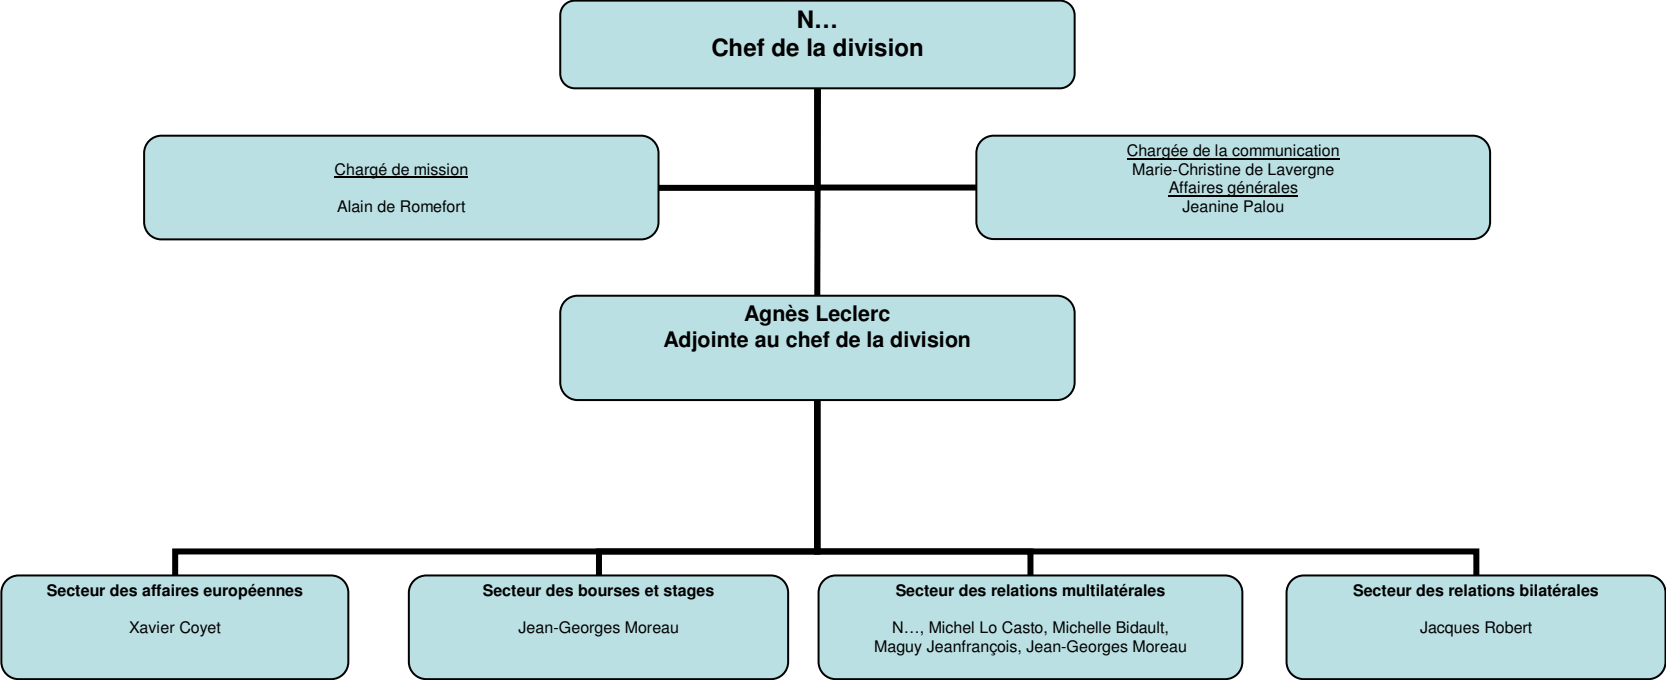 N…
Chef de la division
Chargé de mission
Alain de Romefort
Chargée de la communication
Marie-Christine de Lavergne
Affaires générales
Jeanine Palou
Agnès Leclerc
Adjointe au chef de la division
Secteur des affaires européennes
Xavier Coyet
Secteur des bourses et stages
Jean-Georges Moreau
Secteur des relations multilatérales
N…, Michel Lo Casto, Michelle Bidault,
Maguy Jeanfrançois, Jean-Georges Moreau
Secteur des relations bilatérales
Jacques Robert